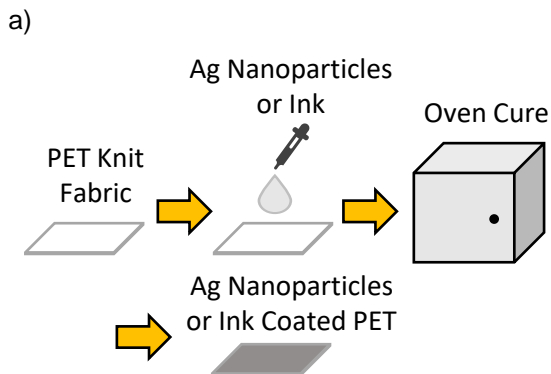 a)
Ag Nanoparticles
or Ink
Oven Cure
PET Knit
Fabric
Ag Nanoparticles
or Ink Coated PET